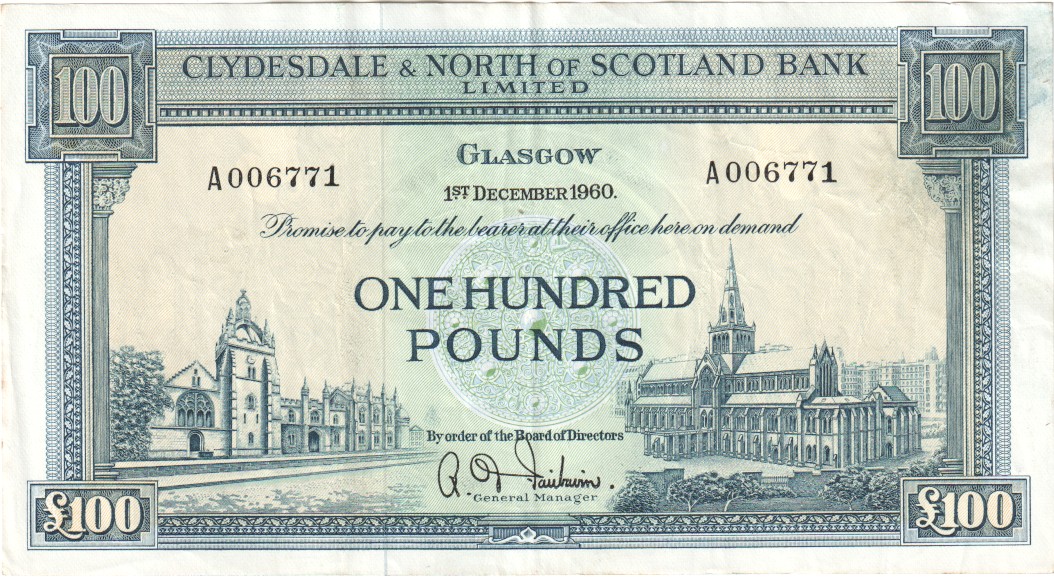 100
100
CLYDESDALE & NORTH OF SCOTLAND BANK
LIMITED
GLASGOW
A006771
A006771
1ST DECEMBER 1960.
Promise to pay to the bearer at their office here on demand
ONE HUNDRED
POUNDS
By order of the Board of Directors
R. D. Fairbairn.
General Manager
£100
£100